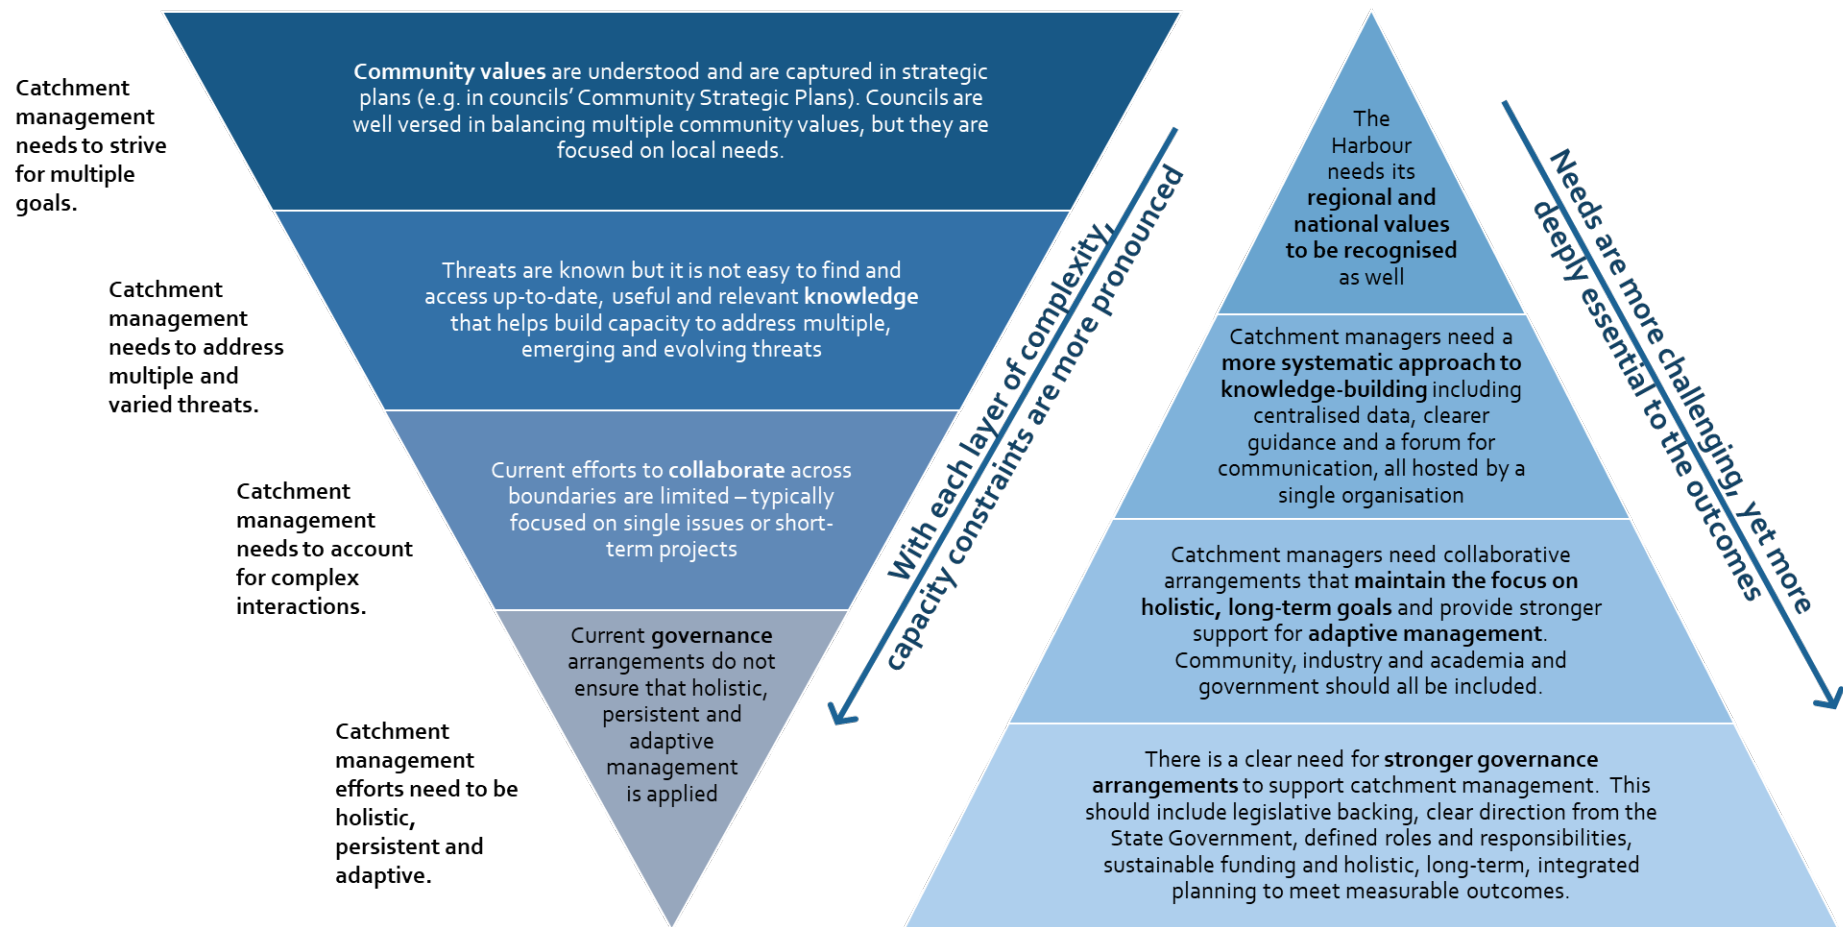 Catchment
management
needs to strive
for multiple
goals.
Community values are understood and are captured in strategic
plans (e.g. in councils’ Community Strategic Plans). Councils are
well versed in balancing multiple community values, but they are
focused on local needs.
Catchment
management
needs to address
multiple and
varied threats.
Threats are known but it is not easy to find and
access up-to-date, useful and relevant knowledge
that helps build capacity to address multiple,
emerging and evolving threats
Catchment
management
needs to account
for complex
interactions.
Current efforts to collaborate across
boundaries are limited – typically
focused on single issues or short-
term projects
Catchment
management
efforts need to be
holistic,
persistent and
adaptive.
Current governance
arrangements do not
ensure that holistic,
persistent and
adaptive
management
is applied
With each layer of complexity,
capacity constraints are more pronounced
The
Harbour
needs its
regional and
national values
to be recognised
as well
Catchment managers need a
more systematic approach to
knowledge-building including
centralised data, clearer
guidance and a forum for
communication, all hosted by a
single organisation
Catchment managers need collaborative
arrangements that maintain the focus on
holistic, long-term goals and provide stronger
support for adaptive management.
Community, industry and academia and
government should all be included.
There is a clear need for stronger governance
arrangements to support catchment management. This
should include legislative backing, clear direction from the
State Government, defined roles and responsibilities,
sustainable funding and holistic, long-term, integrated
planning to meet measurable outcomes.
Needs are more challenging, yet more
deeply essential to the outcomes